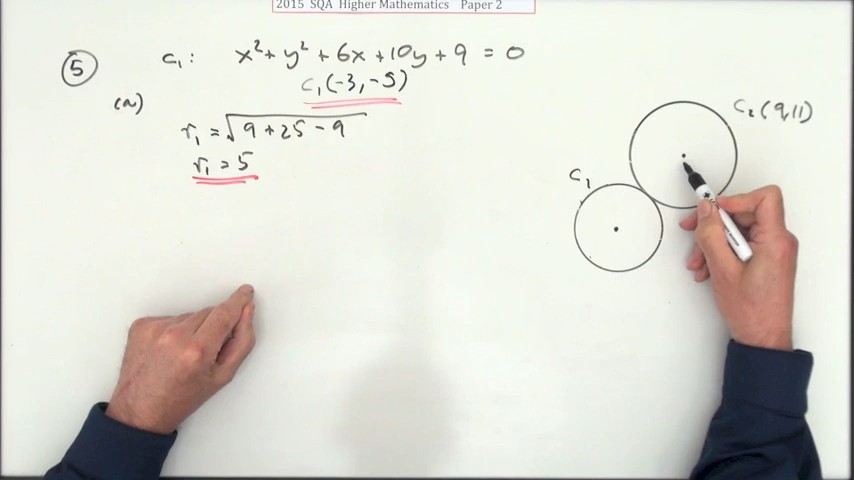 2015 SQA Higher Mathematics Paper 2
5 C₁: x² + y² + 6x + 10y + 9 = 0
C₁(-3, -5)
(a)
r₁ = √9 + 25 - 9
r₁ = 5
C₂(9,11)
C₁